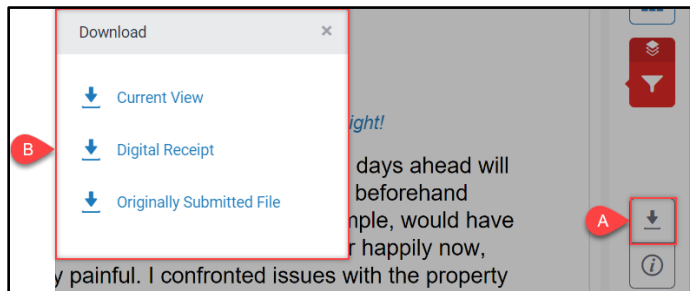 Download ×
Current View
Digital Receipt
Originally Submitted File
B
A
ight!
days ahead will
beforehand
mple, would have
r happily now,
y painful. I confronted issues with the property
i